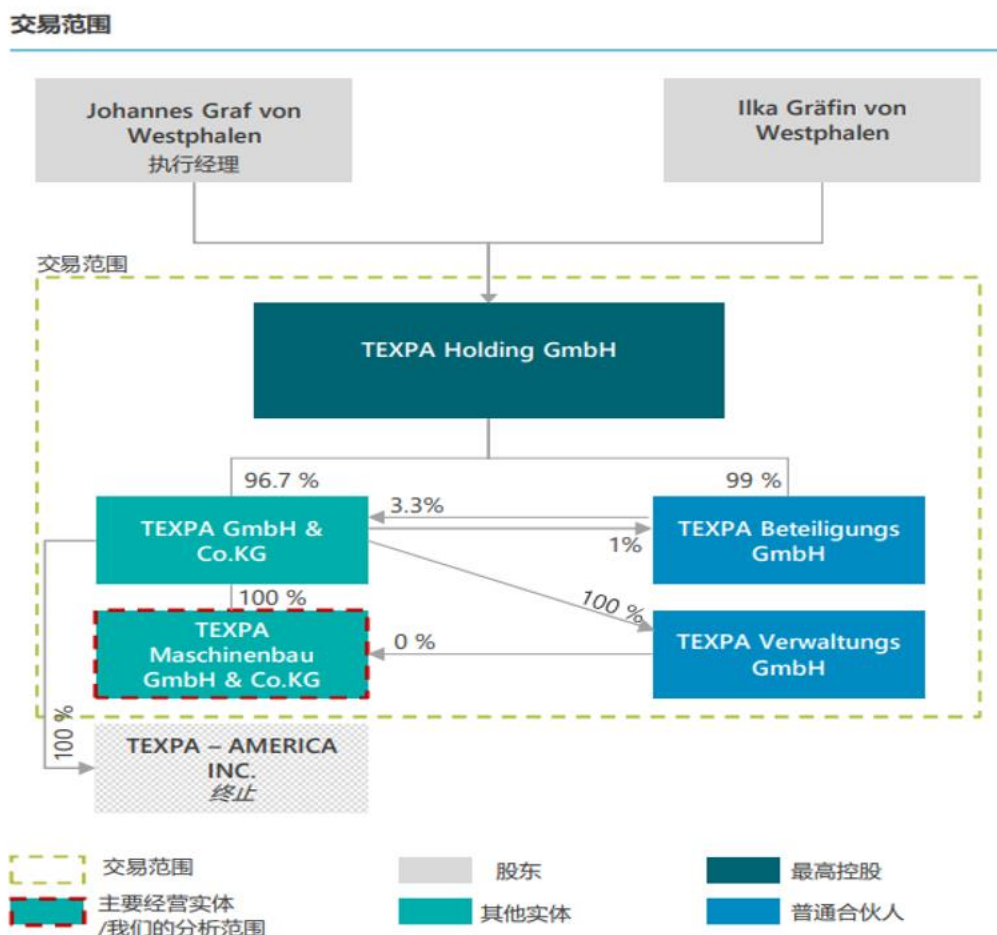 交易范围
Johannes Graf von
Westphalen
执行经理
Ilka Gräfin von
Westphalen
交易范围
TEXPA Holding GmbH
96.7 %
99 %
TEXPA GmbH &
Co.KG
3.3%
1%
TEXPA Beteiligungs
GmbH
100 %
100 %
TEXPA
Maschinenbau
GmbH & Co.KG
0 %
TEXPA Verwaltungs
GmbH
100 %
TEXPA – AMERICA
INC.
终止
交易范围
股东
最高控股
主要经营实体
/我们的分析范围
其他实体
普通合伙人